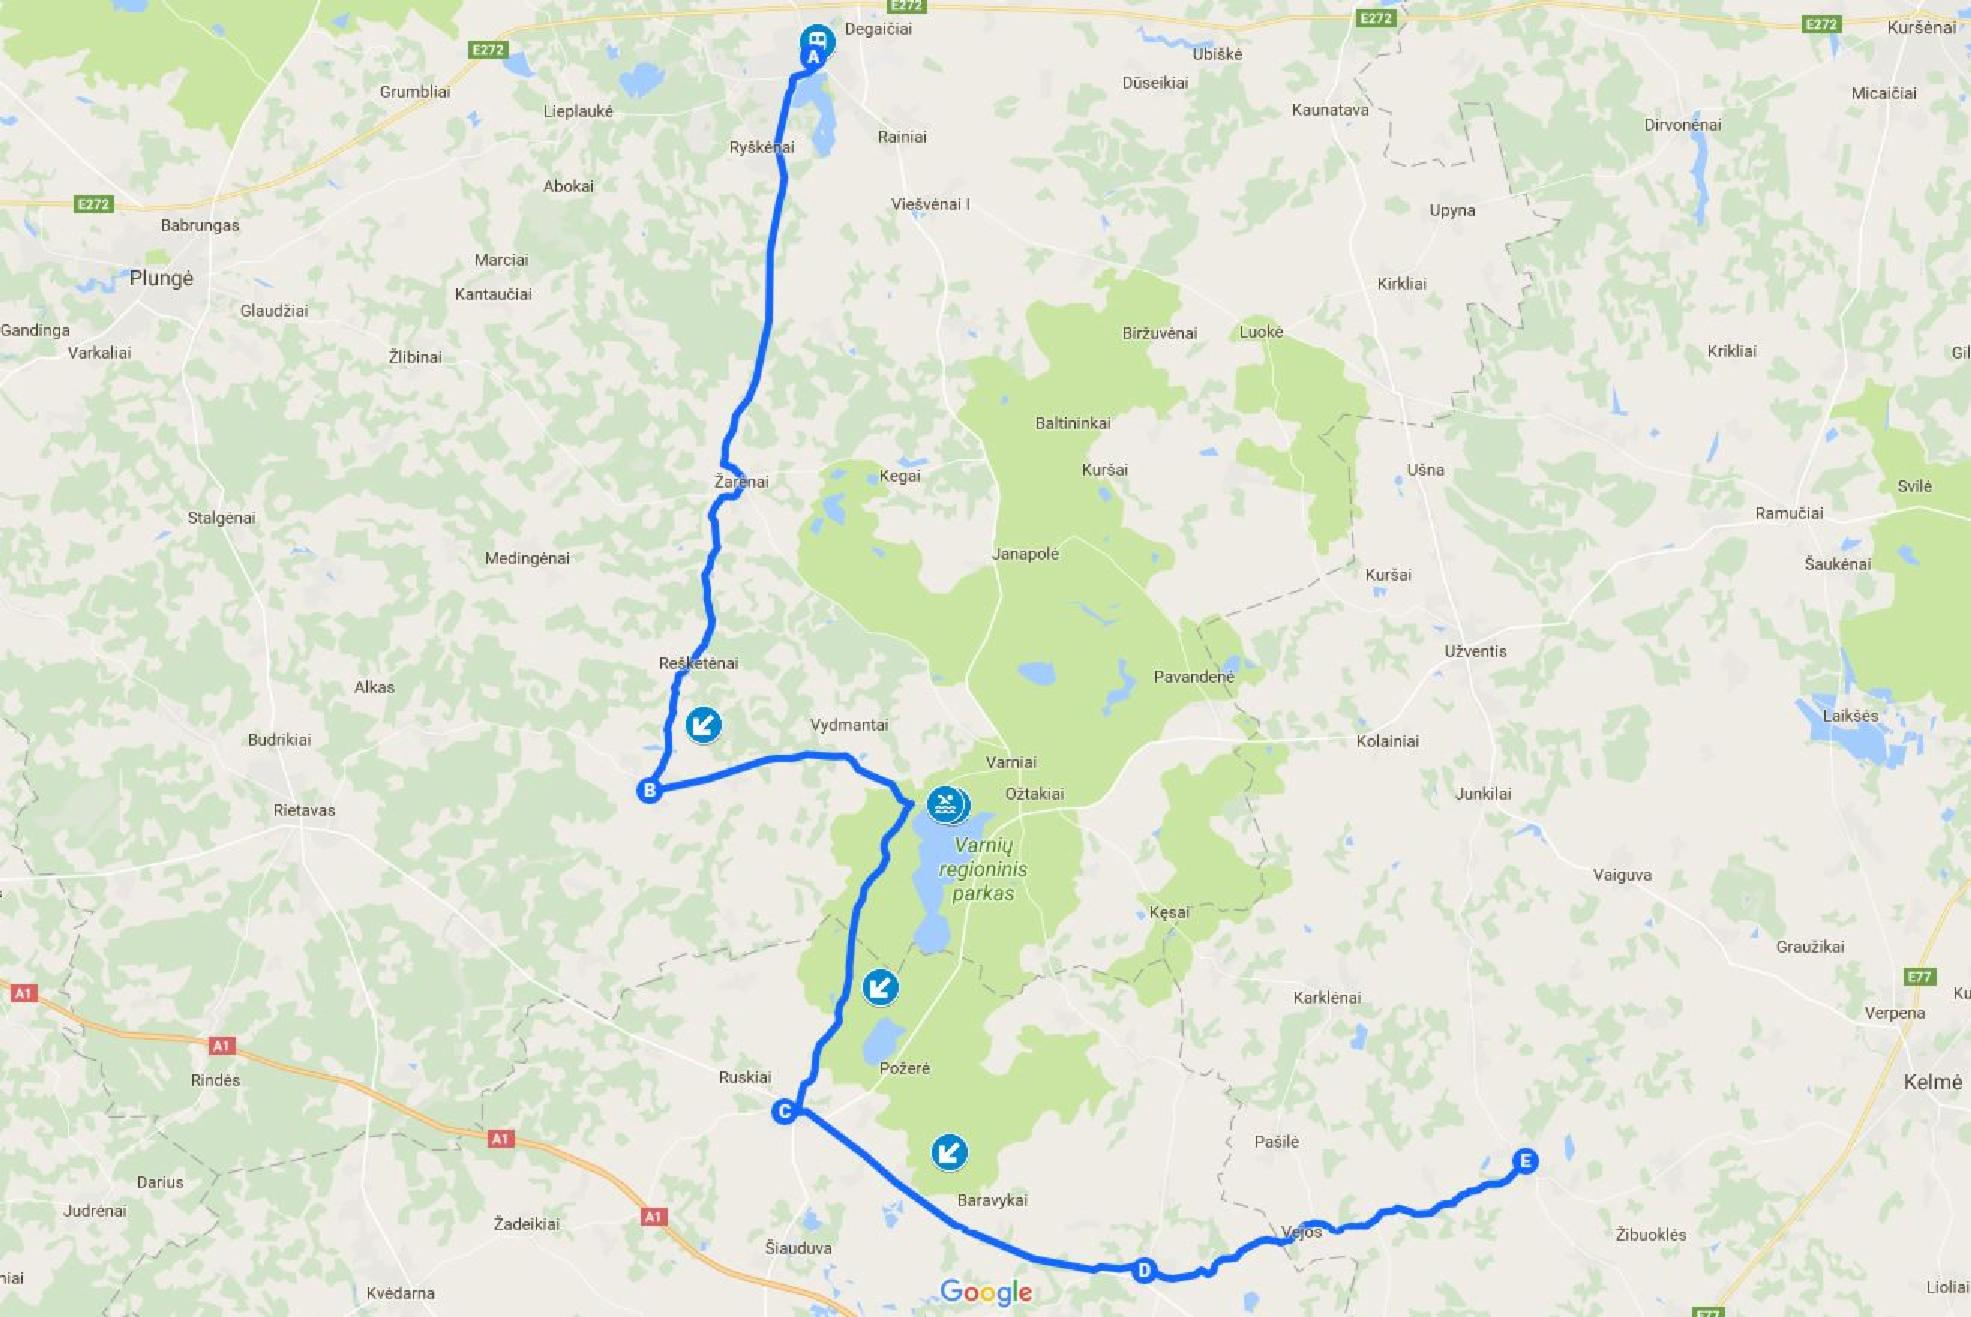 E272
Degaičiai
E272
E272
Kuršėnai
E272
A
Ubiškė
Dūseikiai
Grumbliai
Lieplaukė
Micaičiai
Kaunatava
Dirvonėnai
Rainiai
Ryškėnai
Abokai
E272
Viešvėnai I
Upyna
Babrungas
Marciai
Plungė
Kirkliai
Kantaučiai
Glaudžiai
Gandinga
Biržuvėnai
Luokė
Varkaliai
Žlibinai
Krikliai
Gil
Baltininkai
Kuršai
Ušna
Kegai
Žarėnai
Svilė
Ramučiai
Stalgėnai
Medingėnai
Janapolė
Šaukėnai
Kuršai
Užventis
Rešketėnai
Pavandenė
Alkas
Laikšės
Vydmantai
Budrikiai
Kolainiai
Varniai
B
Ožtakiai
Junkilai
Rietavas
Varnių
regioninis
parkas
Vaiguva
Kęsai
Graužikai
E77
A1
Karklėnai
Ku
Verpena
A1
Požerė
Ruskiai
Rindės
Kelmė
C
A1
Pašilė
E
Darius
Baravykai
Judrėnai
A1
Žadeikiai
Vejos
Žibuoklės
Šiauduva
D
niai
Lioliai
Kvėdarna
Google
E77